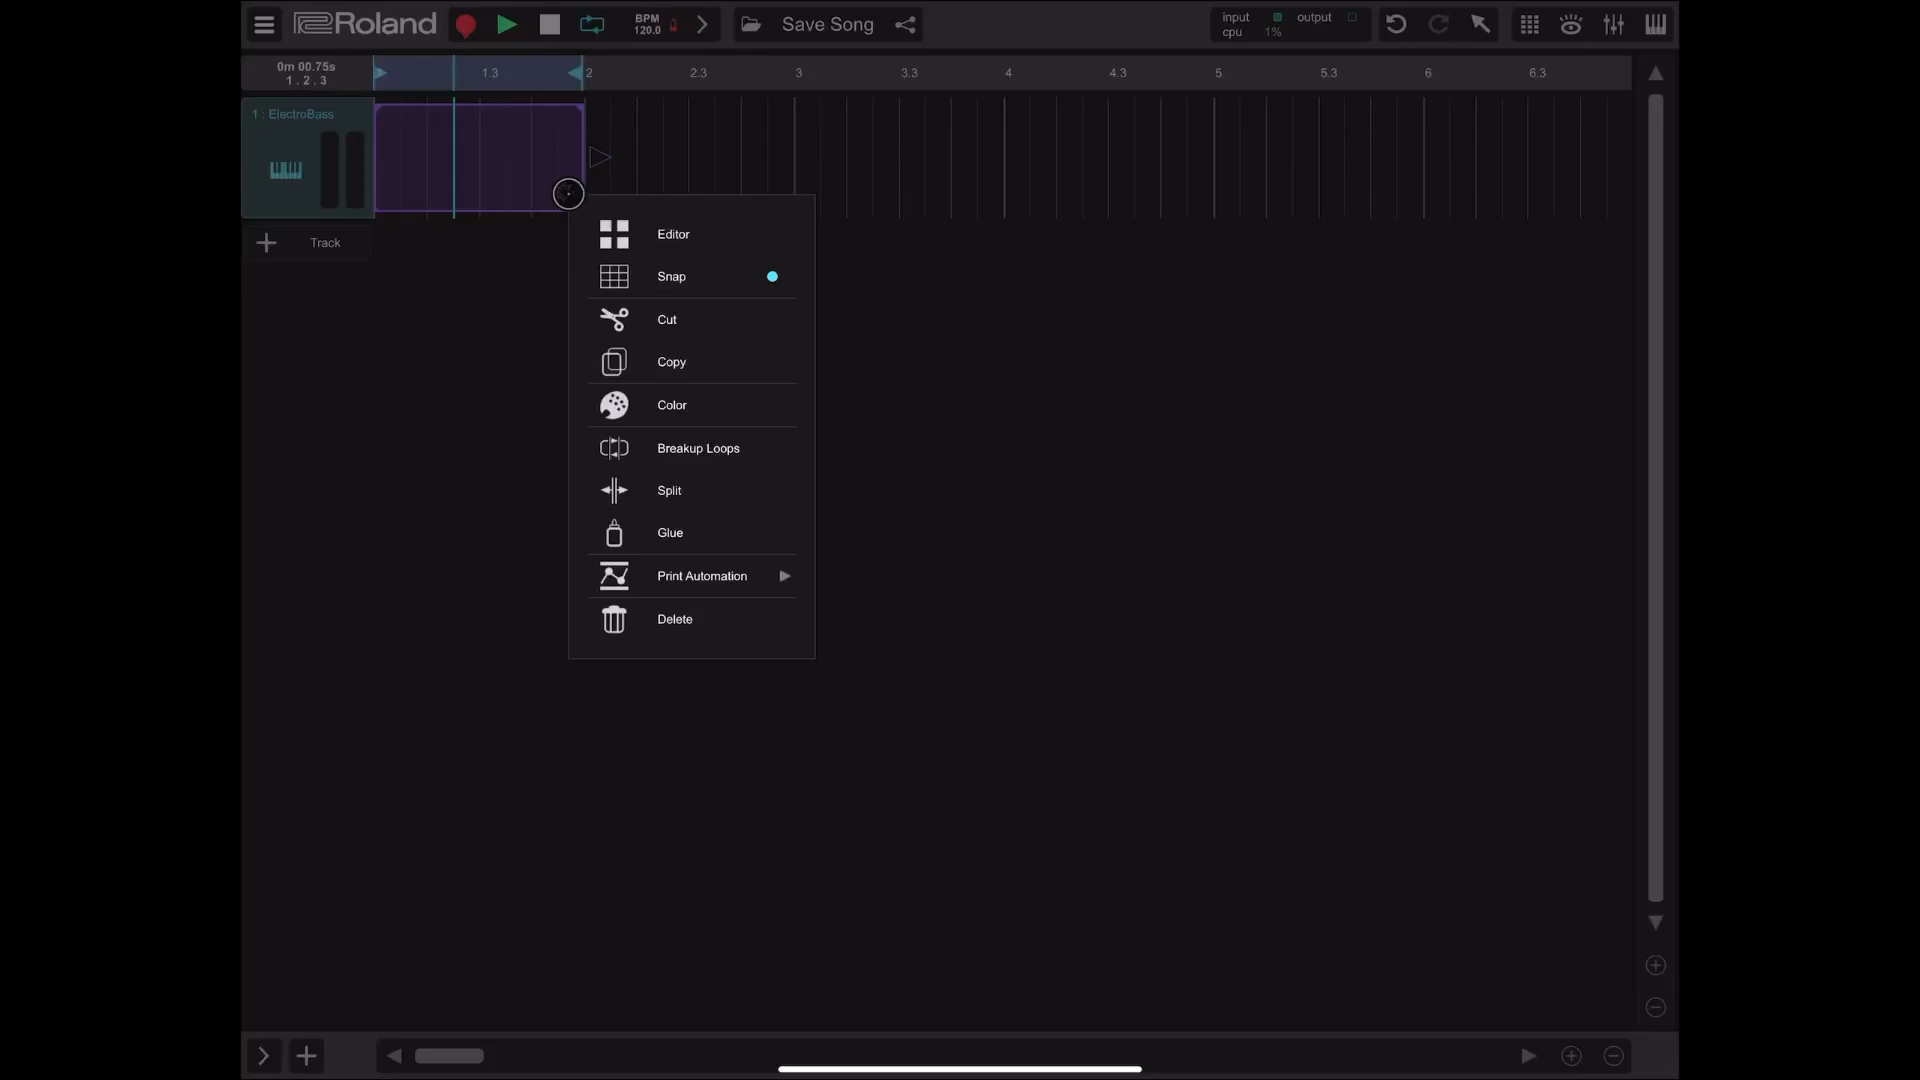 Roland
BPM
120.0
Save Song
input
output
cpu
1%
0m 00.75s
1 . 2 . 3
1.3
2
2.3
3
3.3
4
4.3
5
5.3
6
6.3
1 : ElectroBass
Track
Editor
Snap
Cut
Copy
Color
Breakup Loops
Split
Glue
Print Automation
Delete